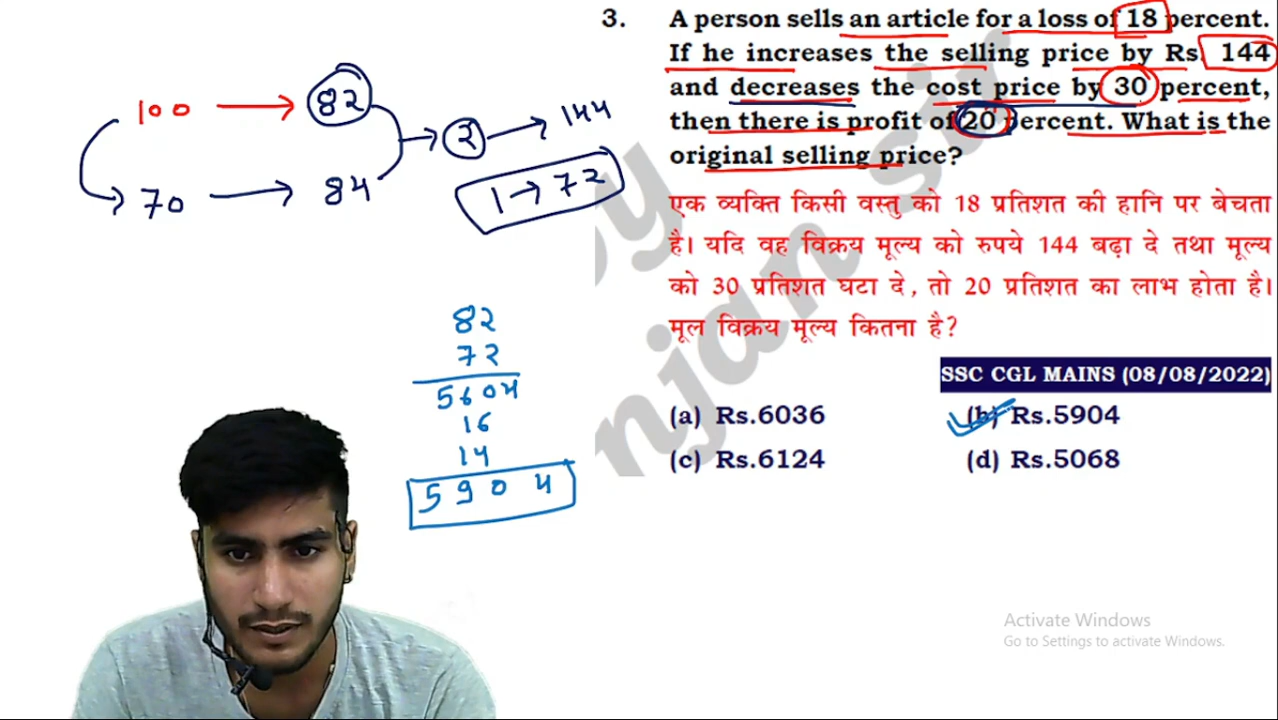 3. A person sells an article for a loss of 18 percent.
If he increases the selling price by Rs. 144
and decreases the cost price by 30 percent,
then there is profit of 20 percent. What is the
original selling price?
एक व्यक्ति किसी वस्तु को 18 प्रतिशत की हानि पर बेचता
है। यदि वह विक्रय मूल्य को रुपये 144 बढ़ा दे तथा मूल्य
को 30 प्रतिशत घटा दे, तो 20 प्रतिशत का लाभ होता है।
मूल विक्रय मूल्य कितना है?
SSC CGL MAINS (08/08/2022)
(a) Rs.6036 (b) Rs.5904
(c) Rs.6124 (d) Rs.5068
100 → 82
2 → 144
70 → 84
1 → 72
82
72
5604
16
14
5904
by
njan sir
Activate Windows
Go to Settings to activate Windows.